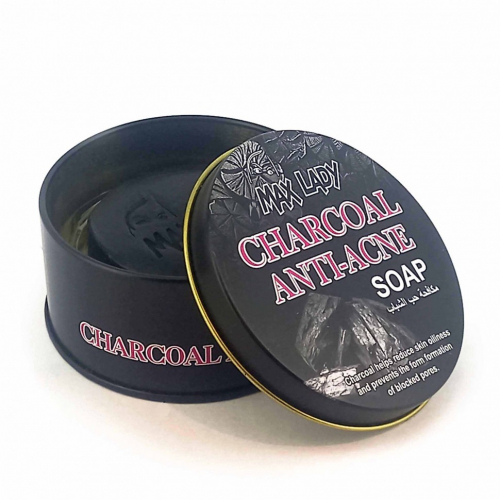 MAX LADY
CHARCOAL
ANTI-ACNE
SOAP
مكافحة حب الشباب
Charcoal helps reduce skin oiliness
and prevents the form formation
of blocked pores.
CHARCOAL